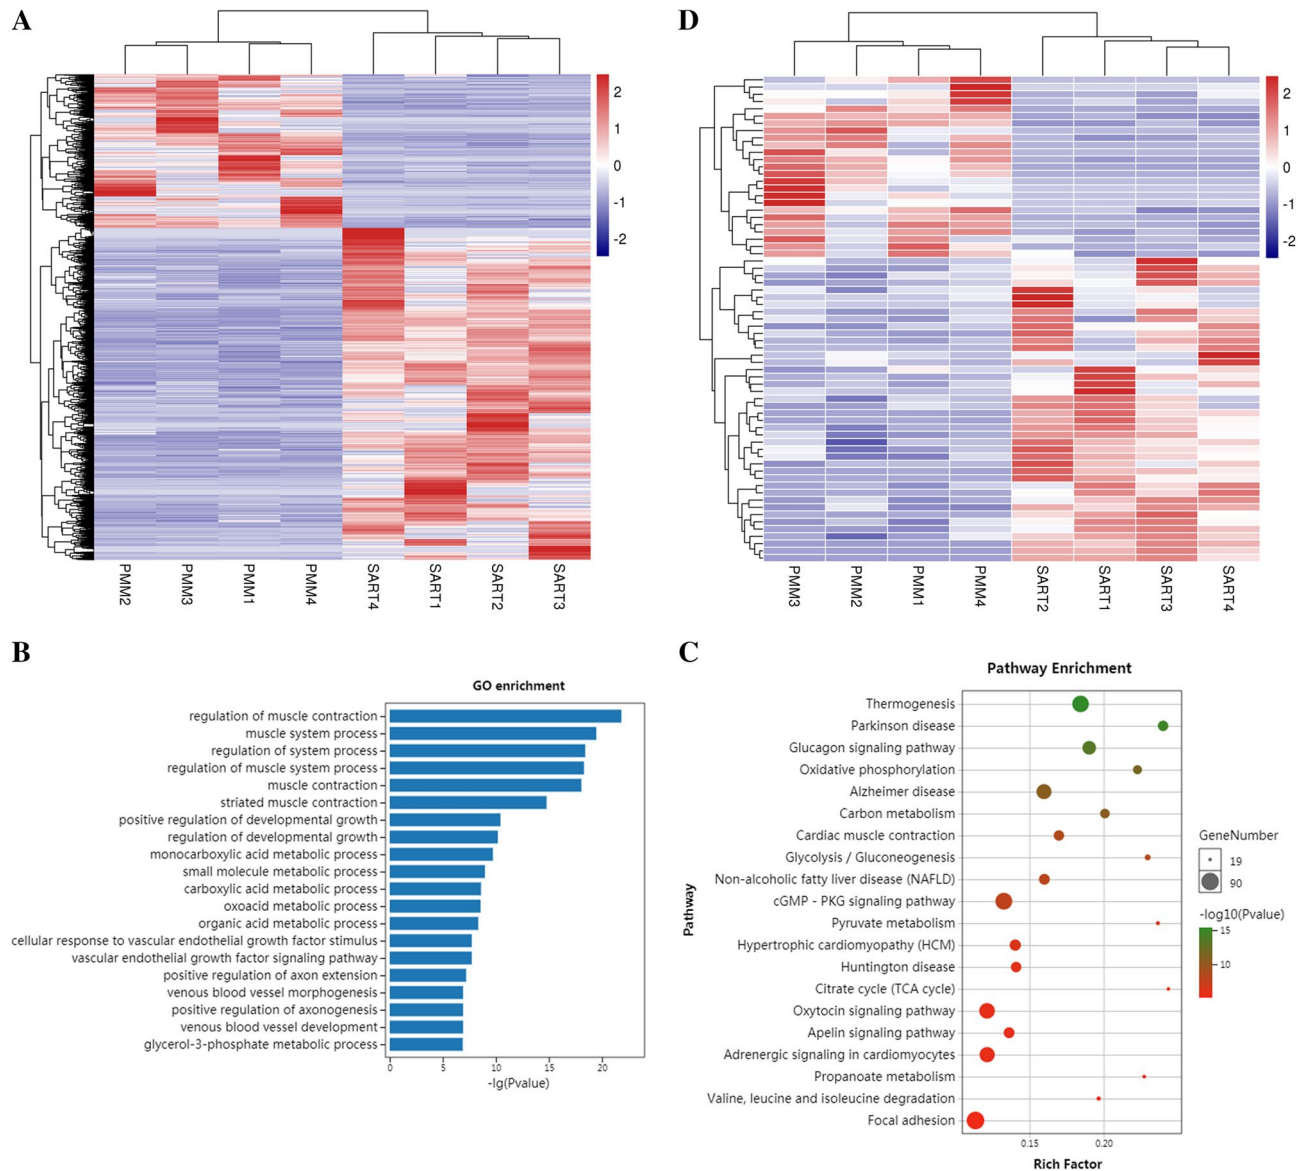 A
2
1
0
-1
-2
PMM2
PMM3
PMM1
PMM4
SART4
SART1
SART2
SART3
D
2
1
0
-1
-2
PMM3
PMM2
PMM1
PMM4
SART2
SART1
SART3
SART4
B
GO enrichment
regulation of muscle contraction
muscle system process
regulation of system process
regulation of muscle system process
muscle contraction
striated muscle contraction
positive regulation of developmental growth
regulation of developmental growth
monocarboxylic acid metabolic process
small molecule metabolic process
carboxylic acid metabolic process
oxoacid metabolic process
organic acid metabolic process
cellular response to vascular endothelial growth factor stimulus
vascular endothelial growth factor signaling pathway
positive regulation of axon extension
venous blood vessel morphogenesis
positive regulation of axonogenesis
venous blood vessel development
glycerol-3-phosphate metabolic process
0 5 10 15 20
-lg(Pvalue)
C
Pathway Enrichment
Pathway
Thermogenesis
Parkinson disease
Glucagon signaling pathway
Oxidative phosphorylation
Alzheimer disease
Carbon metabolism
Cardiac muscle contraction
Glycolysis / Gluconeogenesis
Non-alcoholic fatty liver disease (NAFLD)
cGMP - PKG signaling pathway
Pyruvate metabolism
Hypertrophic cardiomyopathy (HCM)
Huntington disease
Citrate cycle (TCA cycle)
Oxytocin signaling pathway
Apelin signaling pathway
Adrenergic signaling in cardiomyocytes
Propanoate metabolism
Valine, leucine and isoleucine degradation
Focal adhesion
0.15 0.20
Rich Factor
GeneNumber
19
90
-log10(Pvalue)
15
10